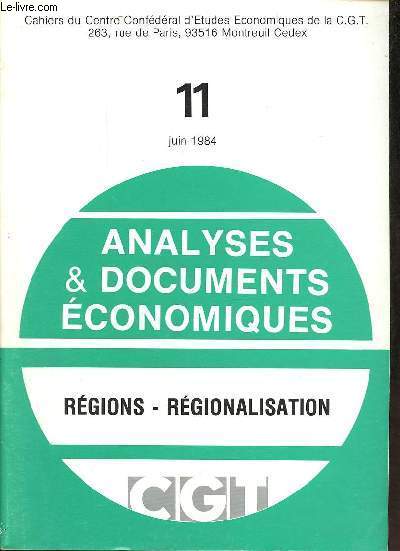 Le-livre.com
Cahiers du Centre Confédéral d'Etudes Economiques de la C.G.T.
263, rue de Paris, 93516 Montreuil Cedex
11
juin 1984
ANALYSES
& DOCUMENTS
ÉCONOMIQUES
RÉGIONS - RÉGIONALISATION
CGT